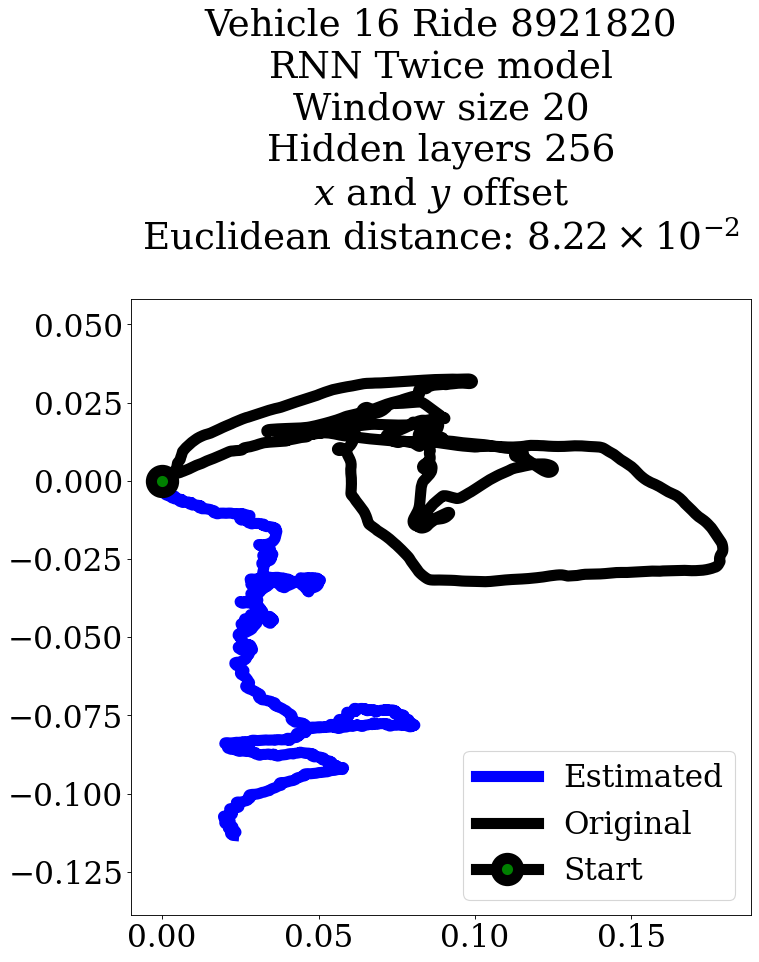 Vehicle 16 Ride 8921820
RNN Twice model
Window size 20
Hidden layers 256
x and y offset
Euclidean distance: 8.22 × 10⁻²
0.050
0.025
0.000
−0.025
−0.050
−0.075
−0.100
−0.125
Estimated
Original
Start
0.00 0.05 0.10 0.15